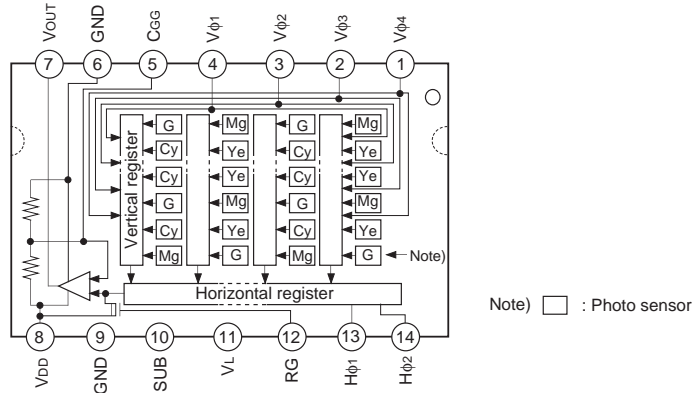 VOUT GND CGG Vφ1 Vφ2 Vφ3 Vφ4
7 6 5 4 3 2 1
Vertical register
G Mg G Mg
Cy Ye Cy Ye
Cy Ye Cy Ye
G Mg G Mg
Cy Ye Cy Ye
Mg G Mg G Note)
Horizontal register
Note) : Photo sensor
8 9 10 11 12 13 14
VDD GND SUB VL RG Hφ1 Hφ2